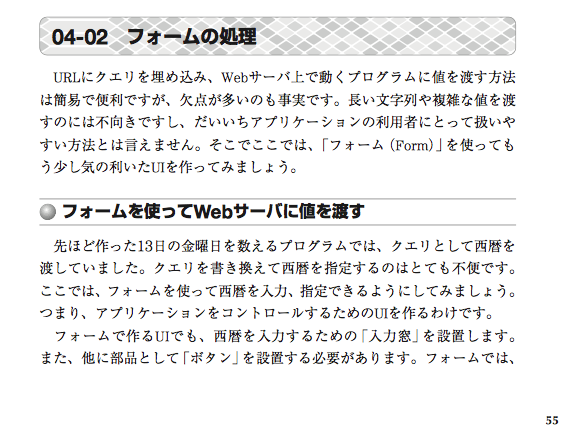 04-02 フォームの処理
URLにクエリを埋め込み、Webサーバ上で動くプログラムに値を渡す方法
は簡易で便利ですが、欠点が多いのも事実です。長い文字列や複雑な値を渡
すのには不向きですし、だいいちアプリケーションの利用者にとって扱いや
すい方法とは言えません。そこでここでは、「フォーム（Form）」を使っても
う少し気の利いたUIを作ってみましょう。
フォームを使ってWebサーバに値を渡す
先ほど作った13日の金曜日を数えるプログラムでは、クエリとして西暦を
渡していました。クエリを書き換えて西暦を指定するのはとても不便です。
ここでは、フォームを使って西暦を入力、指定できるようにしてみましょう。
つまり、アプリケーションをコントロールするためのUIを作るわけです。
フォームで作るUIでも、西暦を入力するための「入力窓」を設置します。
また、他に部品として「ボタン」を設置する必要があります。フォームでは、
55